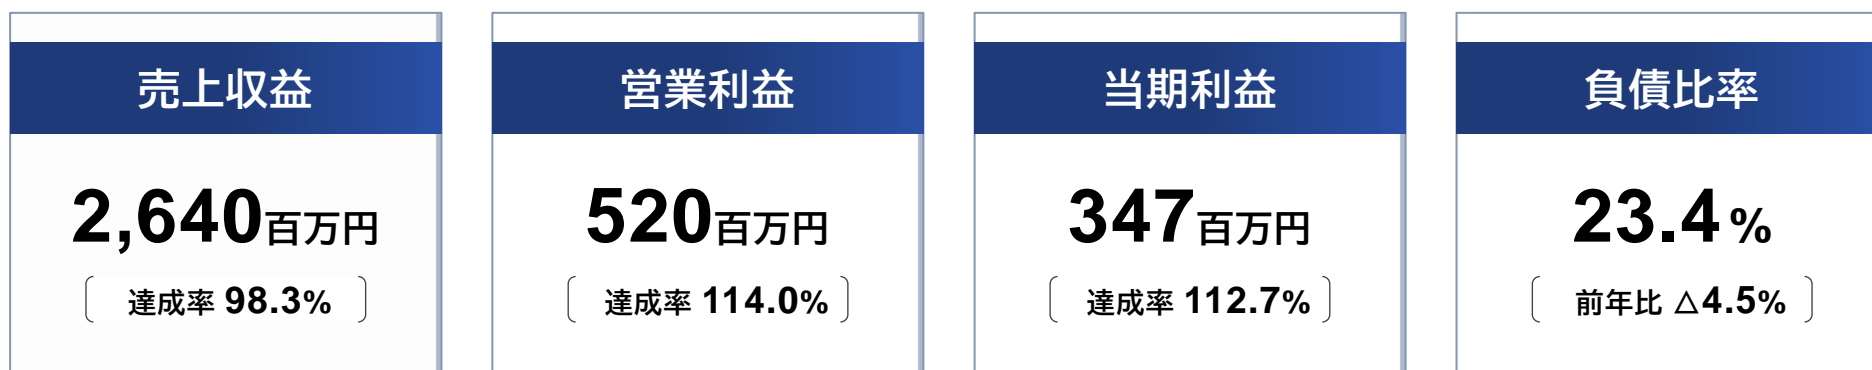 売上収益
2,640百万円
達成率 98.3%
営業利益
520百万円
達成率 114.0%
当期利益
347百万円
達成率 112.7%
負債比率
23.4%
前年比 △4.5%